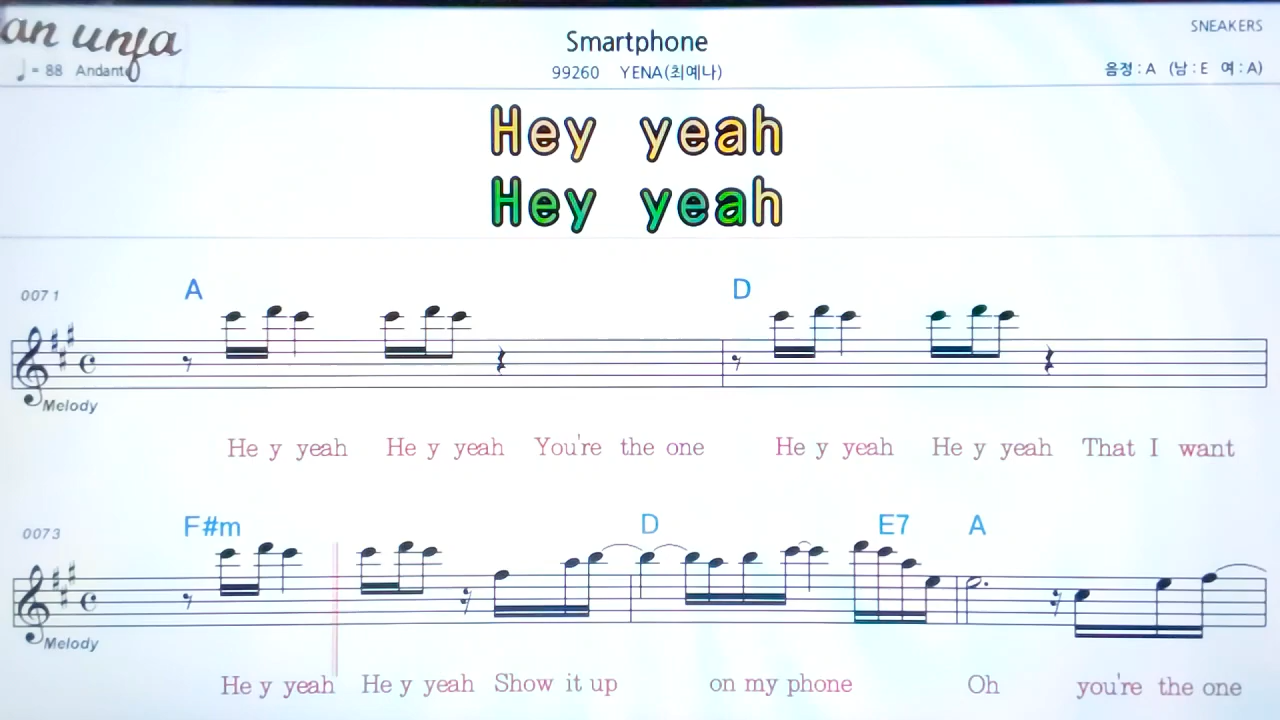 an unja
SNEAKERS
Smartphone
♩= 88 Andante
99260 YENA(최예나)
음정 : A (남 : E 여 : A)
Hey yeah
Hey yeah
A D
0071
Melody
He y yeah He y yeah You're the one He y yeah He y yeah That I want
F#m D E7 A
0073
Melody
He y yeah He y yeah Show it up on my phone Oh you're the one